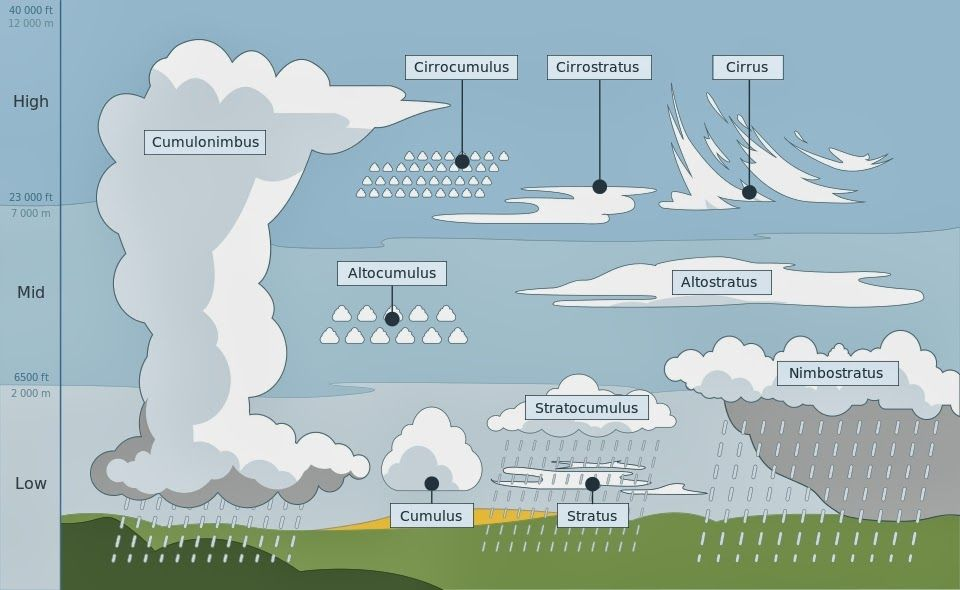 40 000 ft
12 000 m
High
Cirrocumulus
Cirrostratus
Cirrus
Cumulonimbus
23 000 ft
7 000 m
Altocumulus
Altostratus
Mid
6500 ft
2 000 m
Nimbostratus
Stratocumulus
Low
Cumulus
Stratus